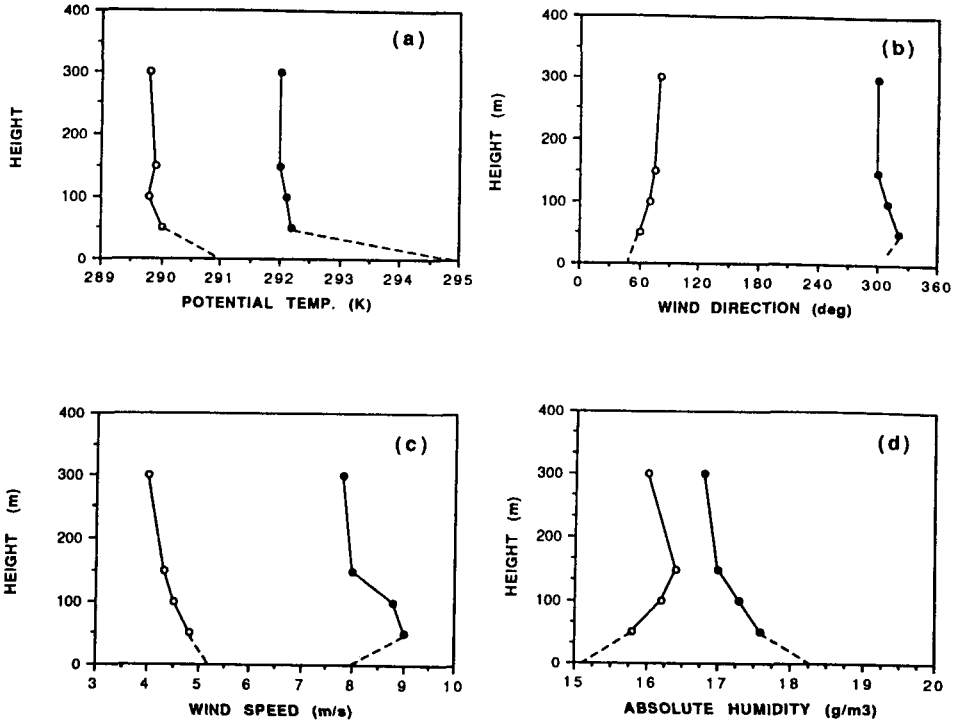 400
(a)
300
HEIGHT
200
100
0
289 290 291 292 293 294 295
POTENTIAL TEMP. (K)
400
(b)
300
HEIGHT (m)
200
100
0
0 60 120 180 240 300 360
WIND DIRECTION (deg)
400
(c)
300
HEIGHT (m)
200
100
0
3 4 5 6 7 8 9 10
WIND SPEED (m/s)
400
(d)
300
HEIGHT (m)
200
100
0
15 16 17 18 19 20
ABSOLUTE HUMIDITY (g/m3)